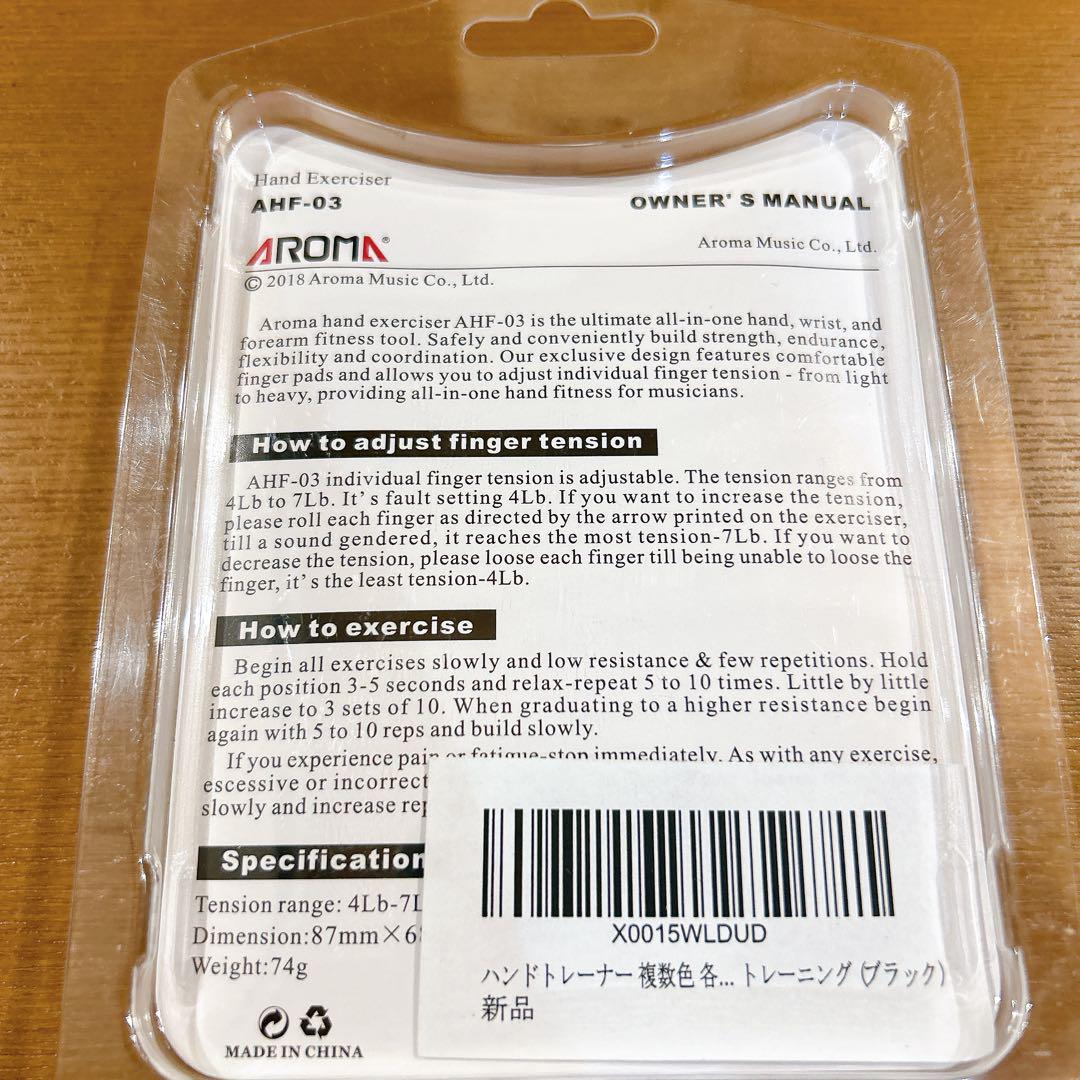 Hand Exerciser
AHF-03
OWNER' S MANUAL
AROMA®
Aroma Music Co., Ltd.
© 2018 Aroma Music Co., Ltd.
Aroma hand exerciser AHF-03 is the ultimate all-in-one hand, wrist, and
forearm fitness tool. Safely and conveniently build strength, endurance,
flexibility and coordination. Our exclusive design features comfortable
finger pads and allows you to adjust individual finger tension - from light
to heavy, providing all-in-one hand fitness for musicians.
How to adjust finger tension
AHF-03 individual finger tension is adjustable. The tension ranges from
4Lb to 7Lb. It's fault setting 4Lb. If you want to increase the tension,
please roll each finger as directed by the arrow printed on the exerciser,
till a sound gendered, it reaches the most tension-7Lb. If you want to
decrease the tension, please loose each finger till being unable to loose the
finger, it's the least tension-4Lb.
How to exercise
Begin all exercises slowly and low resistance & few repetitions. Hold
each position 3-5 seconds and relax-repeat 5 to 10 times. Little by little
increase to 3 sets of 10. When graduating to a higher resistance begin
again with 5 to 10 reps and build slowly.
If you experience pain or fatigue-stop immediately. As with any exercise,
escessive or incorrect
slowly and increase
Specification
Tension range: 4Lb-7L
Dimension:87mm×6
Weight:74g
MADE IN CHINA
X0015WLDUD
ハンドトレーナー 複数色 各... トレーニング (ブラック)
新品